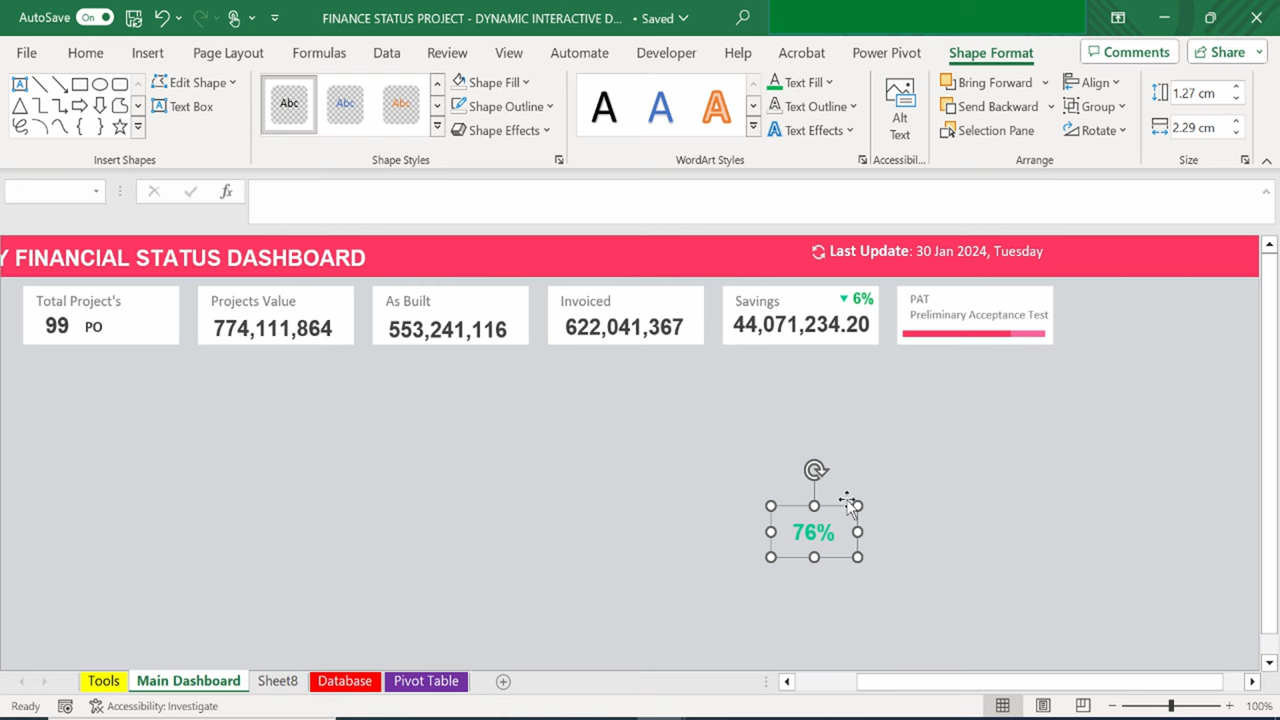 AutoSave On FINANCE STATUS PROJECT - DYNAMIC INTERACTIVE D... • Saved
File Home Insert Page Layout Formulas Data Review View Automate Developer Help Acrobat Power Pivot Shape Format Comments Share
Edit Shape
Text Box
Insert Shapes
Abc Abc Abc
Shape Fill
Shape Outline
Shape Effects
Shape Styles
A A A
Text Fill
Text Outline
Text Effects
WordArt Styles
Alt
Text
Accessibil...
Bring Forward
Send Backward
Selection Pane
Align
Group
Rotate
Arrange
1.27 cm
2.29 cm
Size
fx
Y FINANCIAL STATUS DASHBOARD
Last Update: 30 Jan 2024, Tuesday
Total Project's
99 PO
Projects Value
774,111,864
As Built
553,241,116
Invoiced
622,041,367
Savings ▼ 6%
44,071,234.20
PAT
Preliminary Acceptance Test
76%
Tools Main Dashboard Sheet8 Database Pivot Table
Ready Accessibility: Investigate 100%